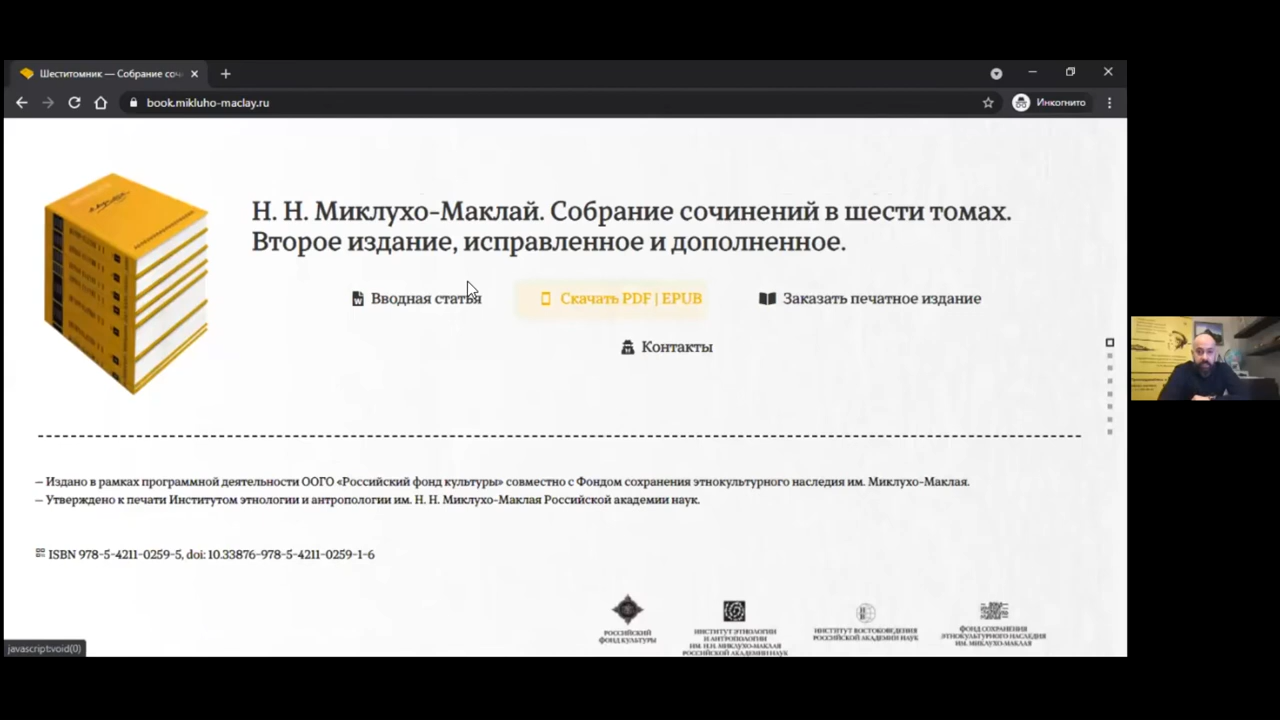 Шеститомник — Собрание соч
book.mikluho-maclay.ru
Инкогнито
Н. Н. Миклухо-Маклай. Собрание сочинений в шести томах.
Второе издание, исправленное и дополненное.
Вводная статья
Скачать PDF | EPUB
Заказать печатное издание
Контакты
– Издано в рамках программной деятельности ООГО «Российский фонд культуры» совместно с Фондом сохранения этнокультурного наследия им. Миклухо-Маклая.
– Утверждено к печати Институтом этнологии и антропологии им. Н. Н. Миклухо-Маклая Российской академии наук.
ISBN 978-5-4211-0259-5, doi: 10.33876-978-5-4211-0259-1-6
РОССИЙСКИЙ
ФОНД КУЛЬТУРЫ
ИНСТИТУТ ЭТНОЛОГИИ
И АНТРОПОЛОГИИ
ИМ. Н.Н. МИКЛУХО-МАКЛАЯ
РОССИЙСКОЙ АКАДЕМИИ НАУК
ИНСТИТУТ ВОСТОКОВЕДЕНИЯ
РОССИЙСКОЙ АКАДЕМИИ НАУК
ФОНД СОХРАНЕНИЯ
ЭТНОКУЛЬТУРНОГО НАСЛЕДИЯ
ИМ. МИКЛУХО-МАКЛАЯ
javascript:void(0)